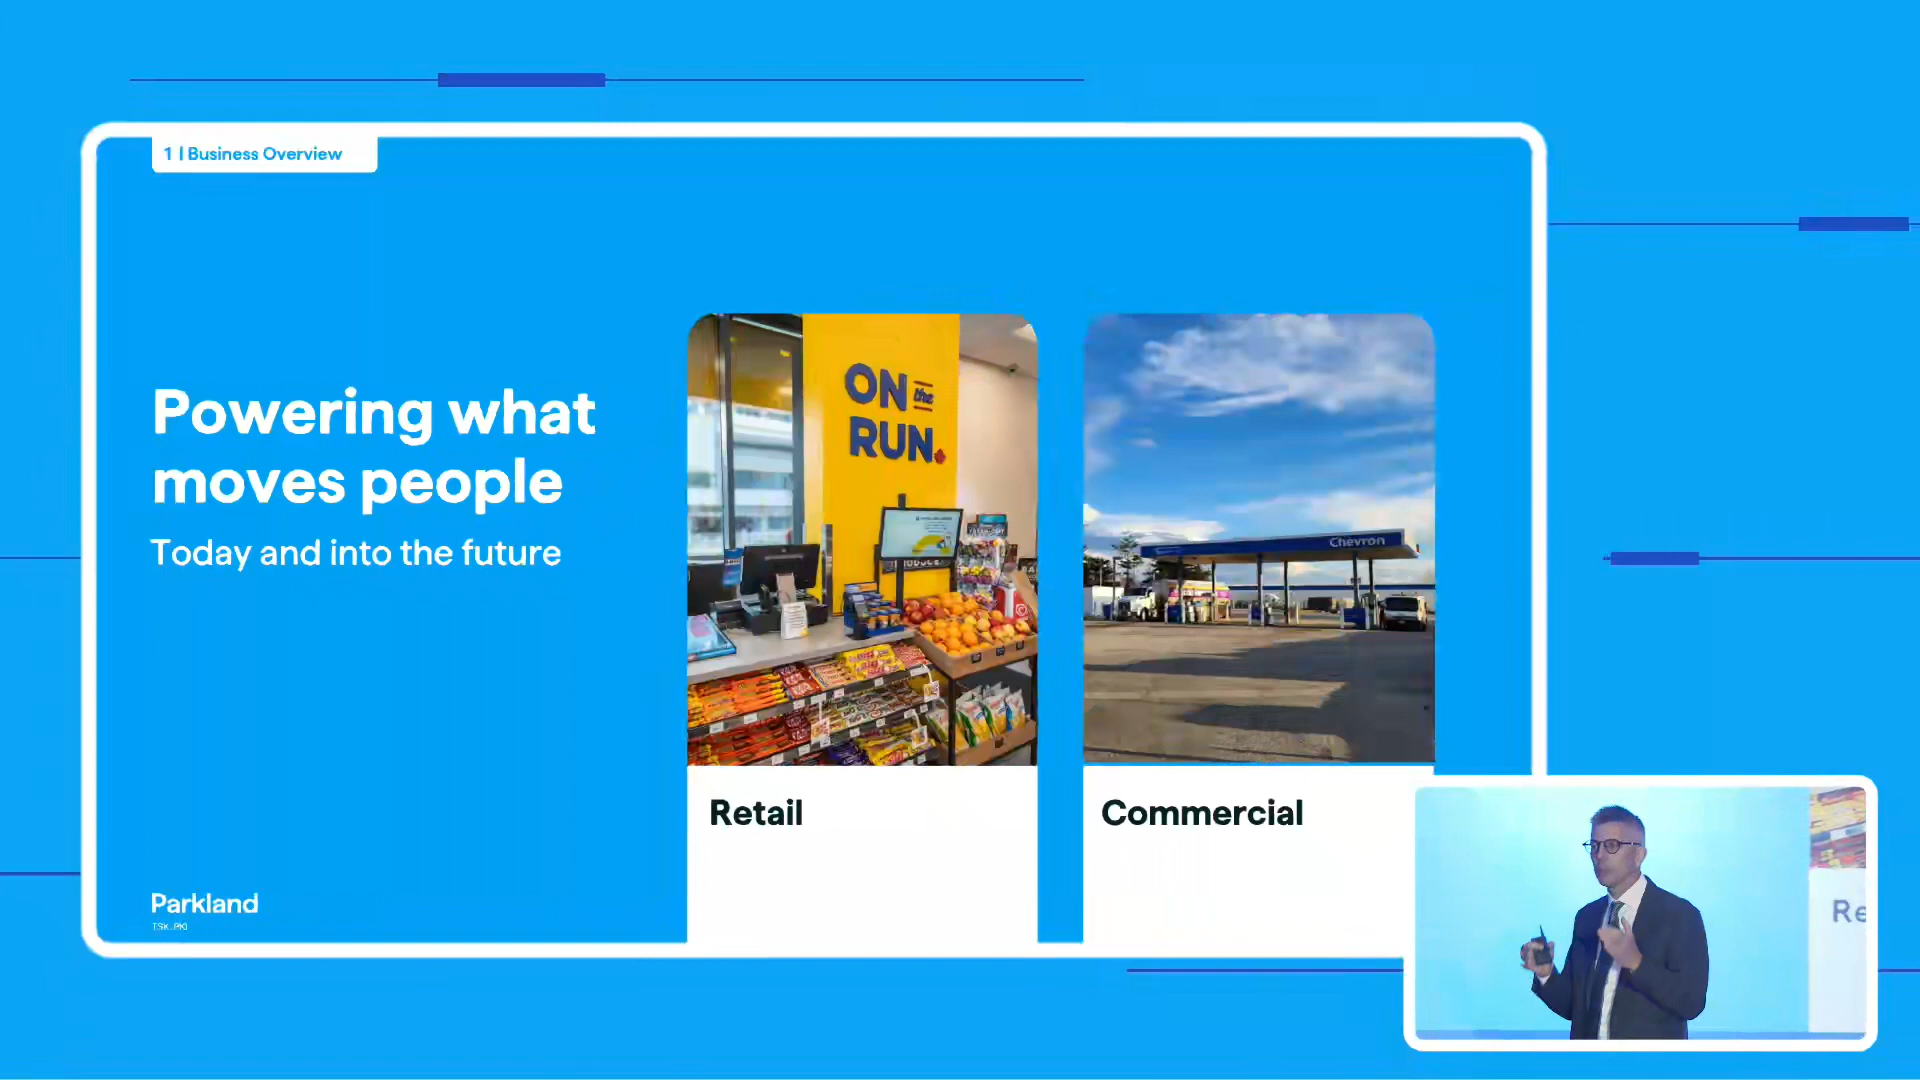 1 | Business Overview
Powering what
moves people
Today and into the future
ON the
RUN
Chevron
Retail
Commercial
Parkland
TSX:PKI
Re